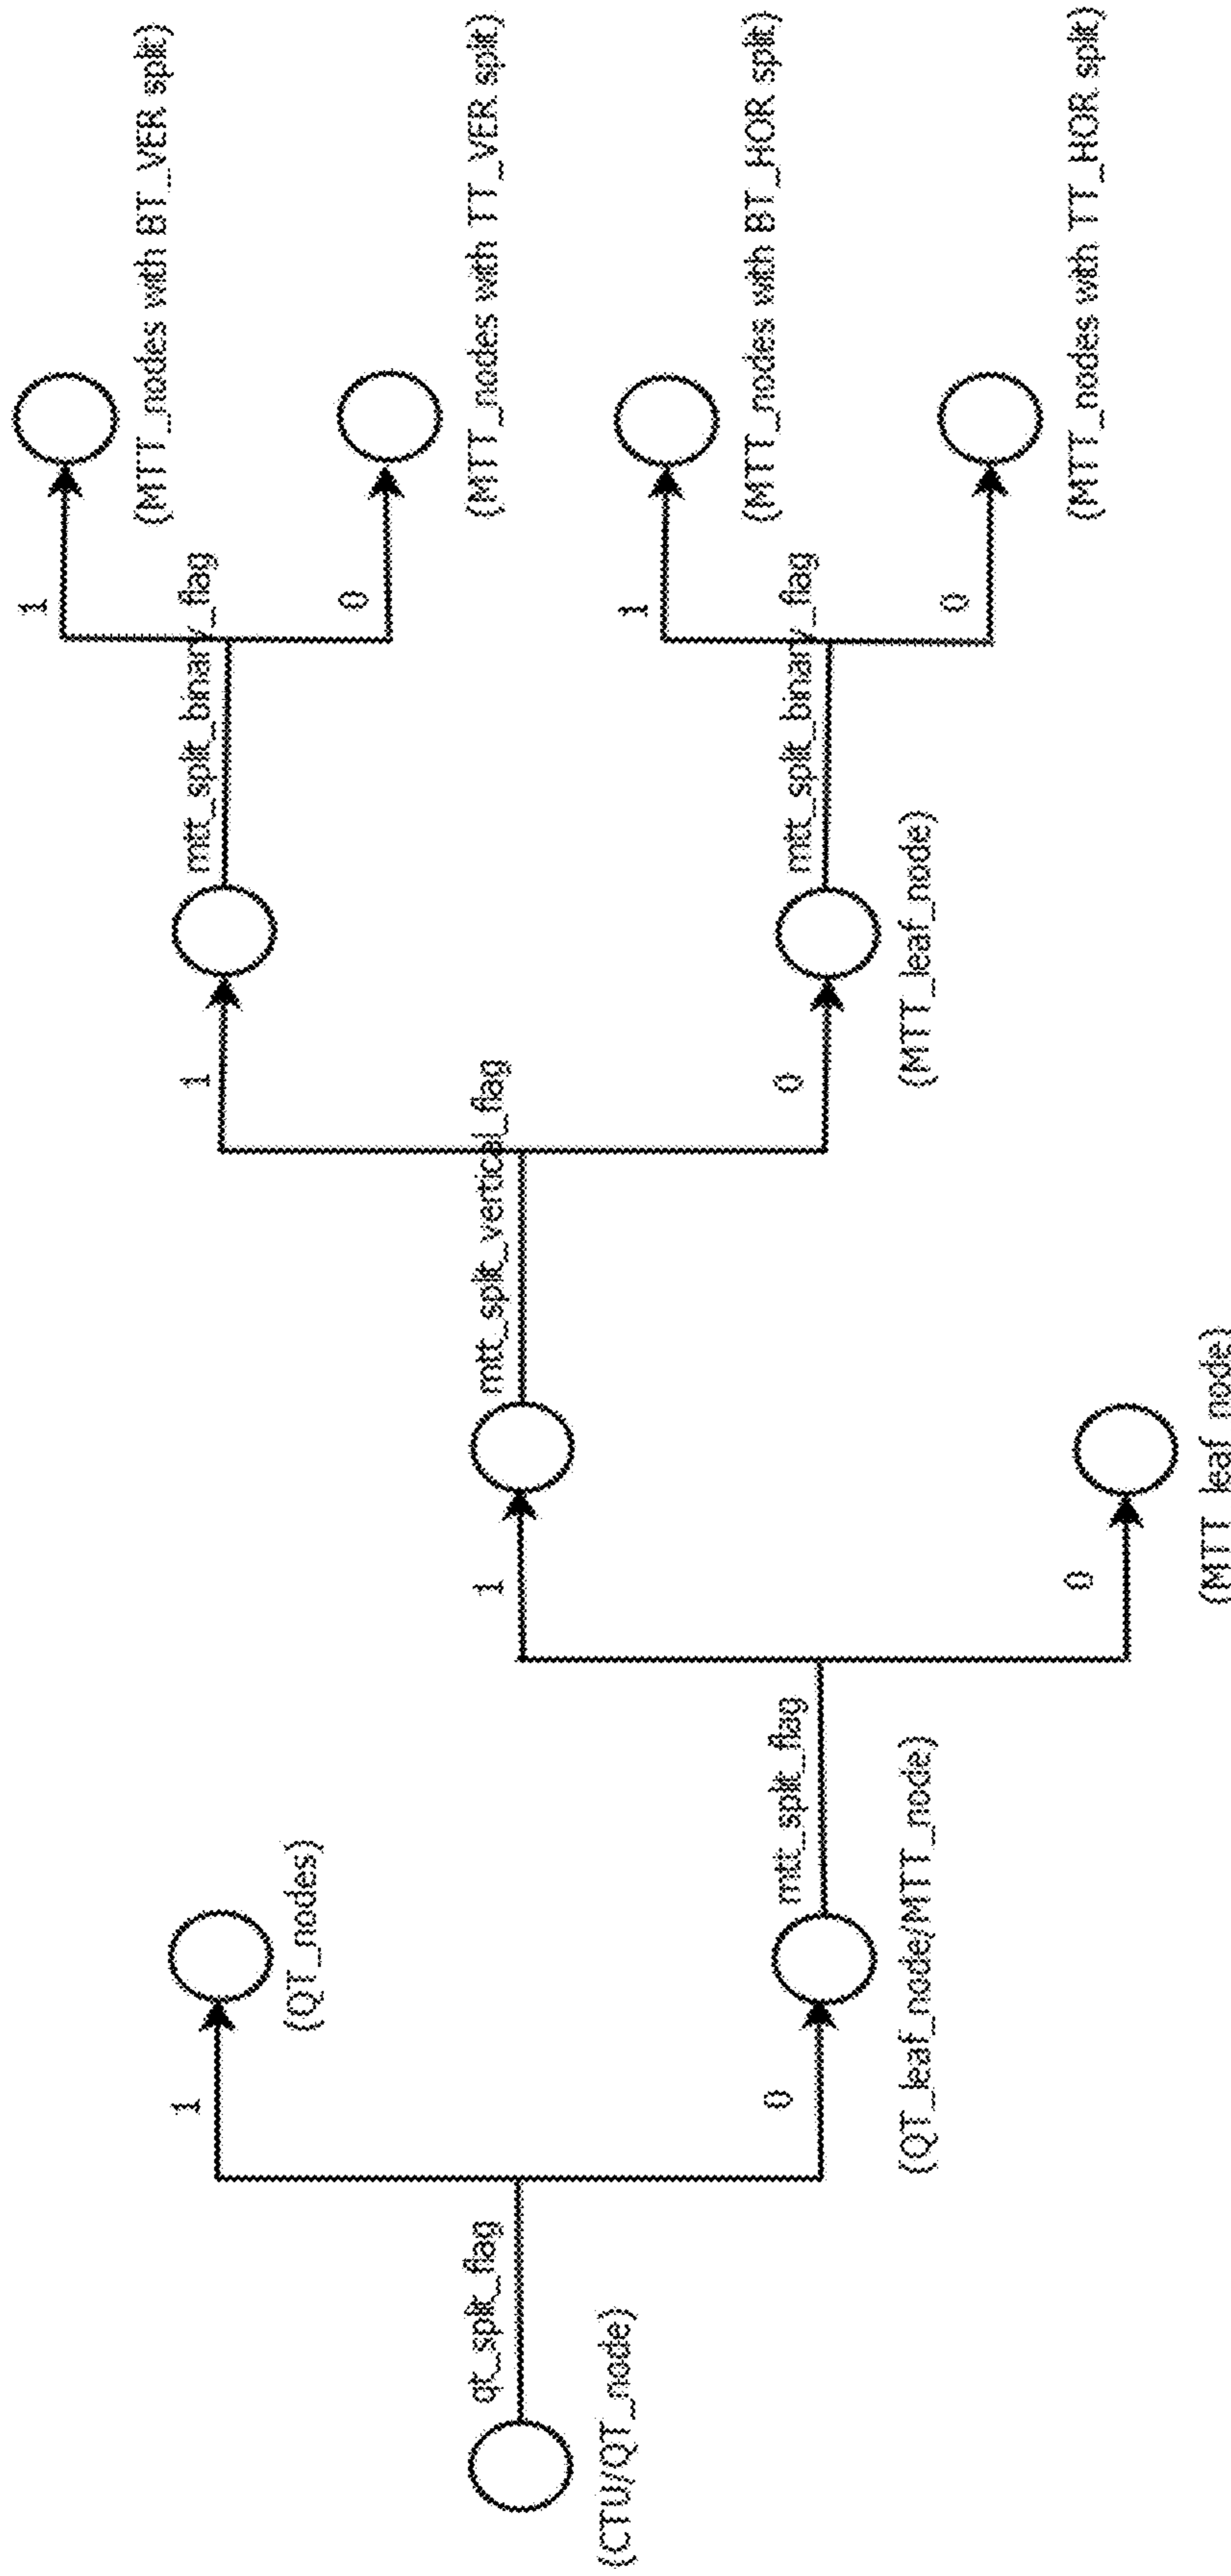 qt_split_flag
(CTU/QT_node)
1
(QT_nodes)
0
(QT_leaf_node/MTT_node)
mtt_split_flag
1
0
(MTT_leaf_node)
mtt_split_vertical_flag
1
0
(MTT_leaf_node)
mtt_split_binary_flag
1
(MTT_nodes with BT_VER split)
0
(MTT_nodes with TT_VER split)
mtt_split_binary_flag
1
(MTT_nodes with BT_HOR split)
0
(MTT_nodes with TT_HOR split)